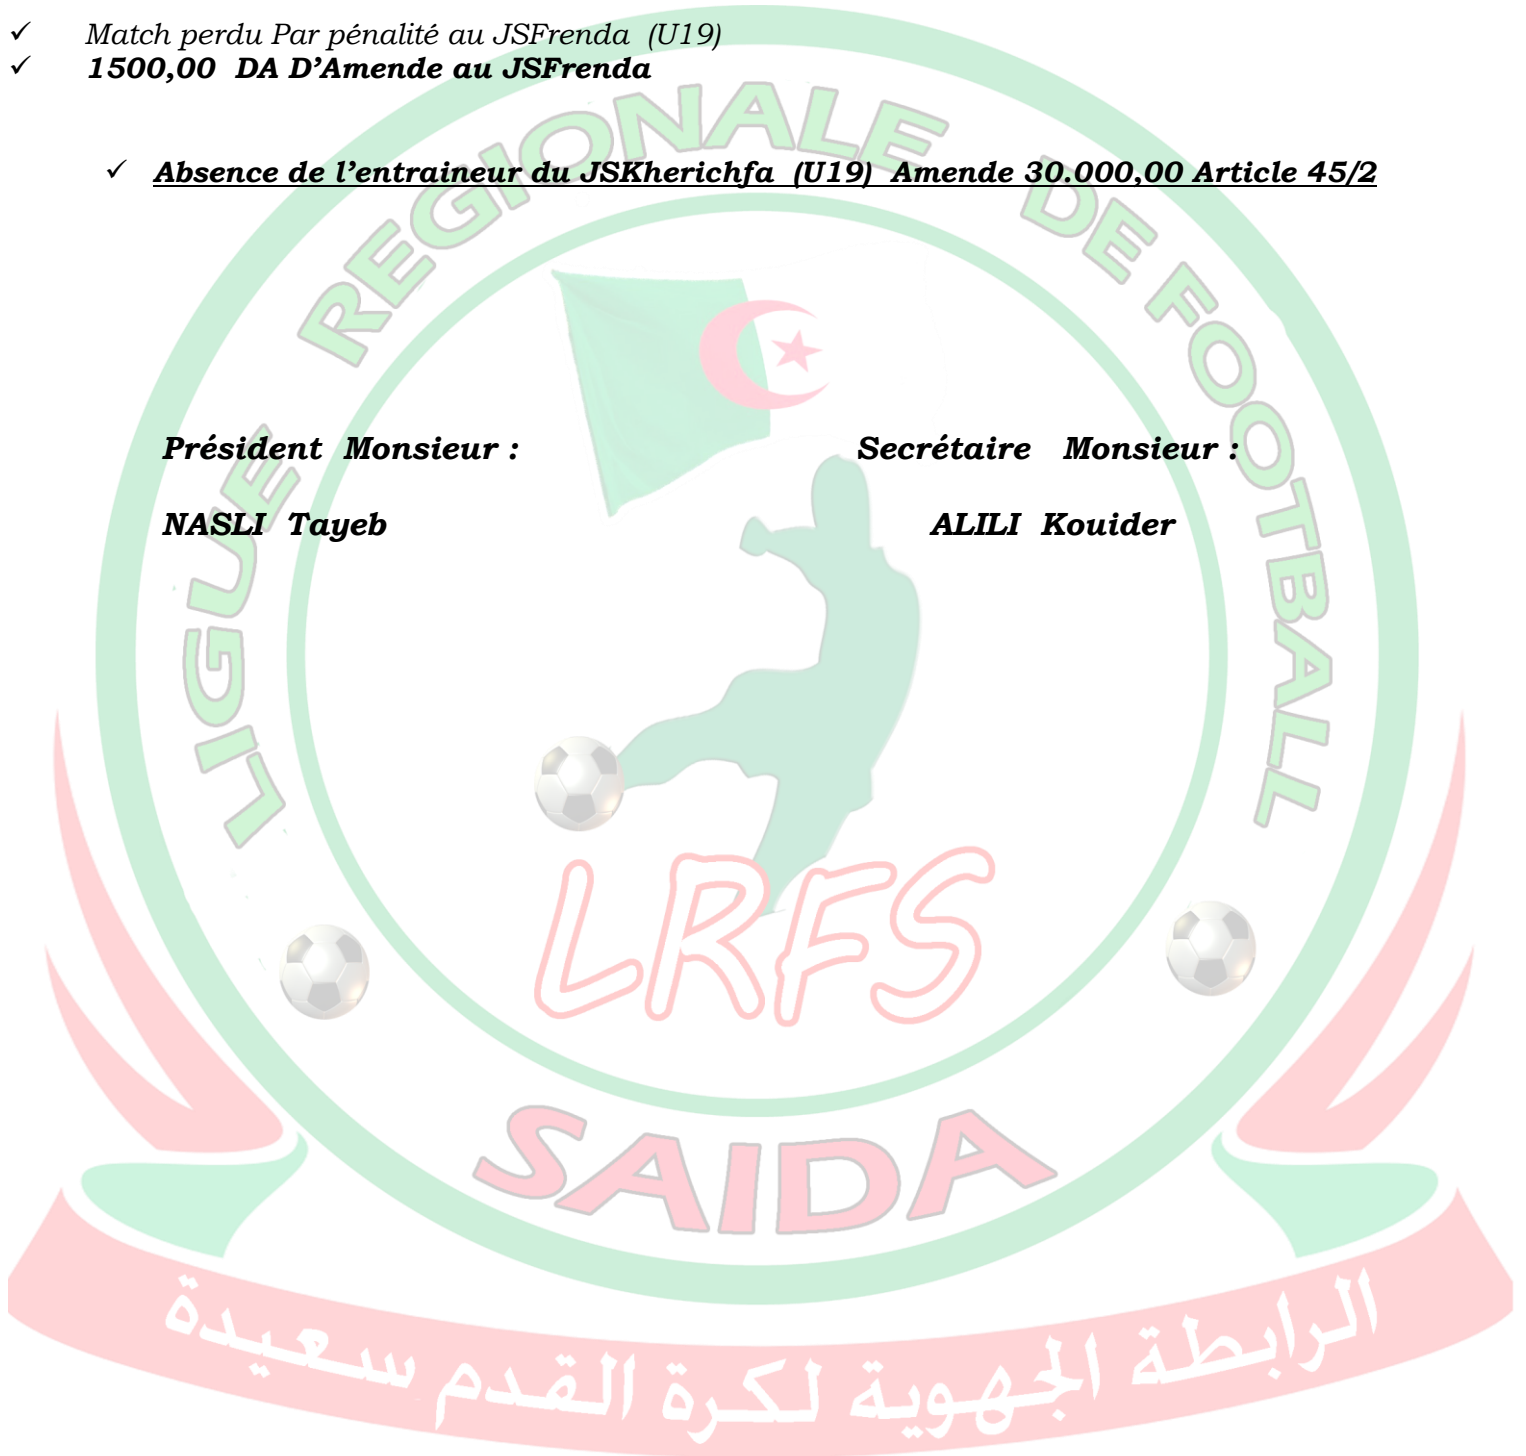 ✓ Match perdu Par pénalité au JSFrenda (U19)
✓ 1500,00 DA D’Amende au JSFrenda
✓ Absence de l’entraineur du JSKherichfa (U19) Amende 30.000,00 Article 45/2
Président Monsieur : Secrétaire Monsieur :
NASLI Tayeb ALILI Kouider
LIGUE REGIONALE DE FOOTBALL
LRFS
SAIDA
الرابطة الجهوية لكرة القدم سعيدة